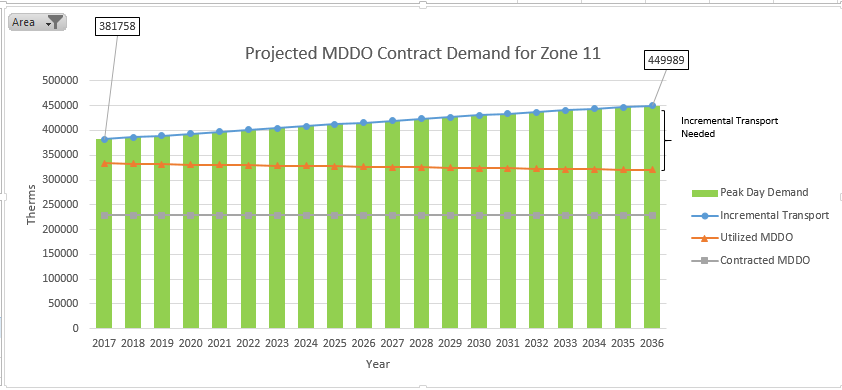 Area
381758
Projected MDDO Contract Demand for Zone 11
449989
500000
450000
400000
350000
300000
250000
200000
150000
100000
50000
0
Therms
2017 2018 2019 2020 2021 2022 2023 2024 2025 2026 2027 2028 2029 2030 2031 2032 2033 2034 2035 2036
Year
Incremental Transport
Needed
Peak Day Demand
Incremental Transport
Utilized MDDO
Contracted MDDO